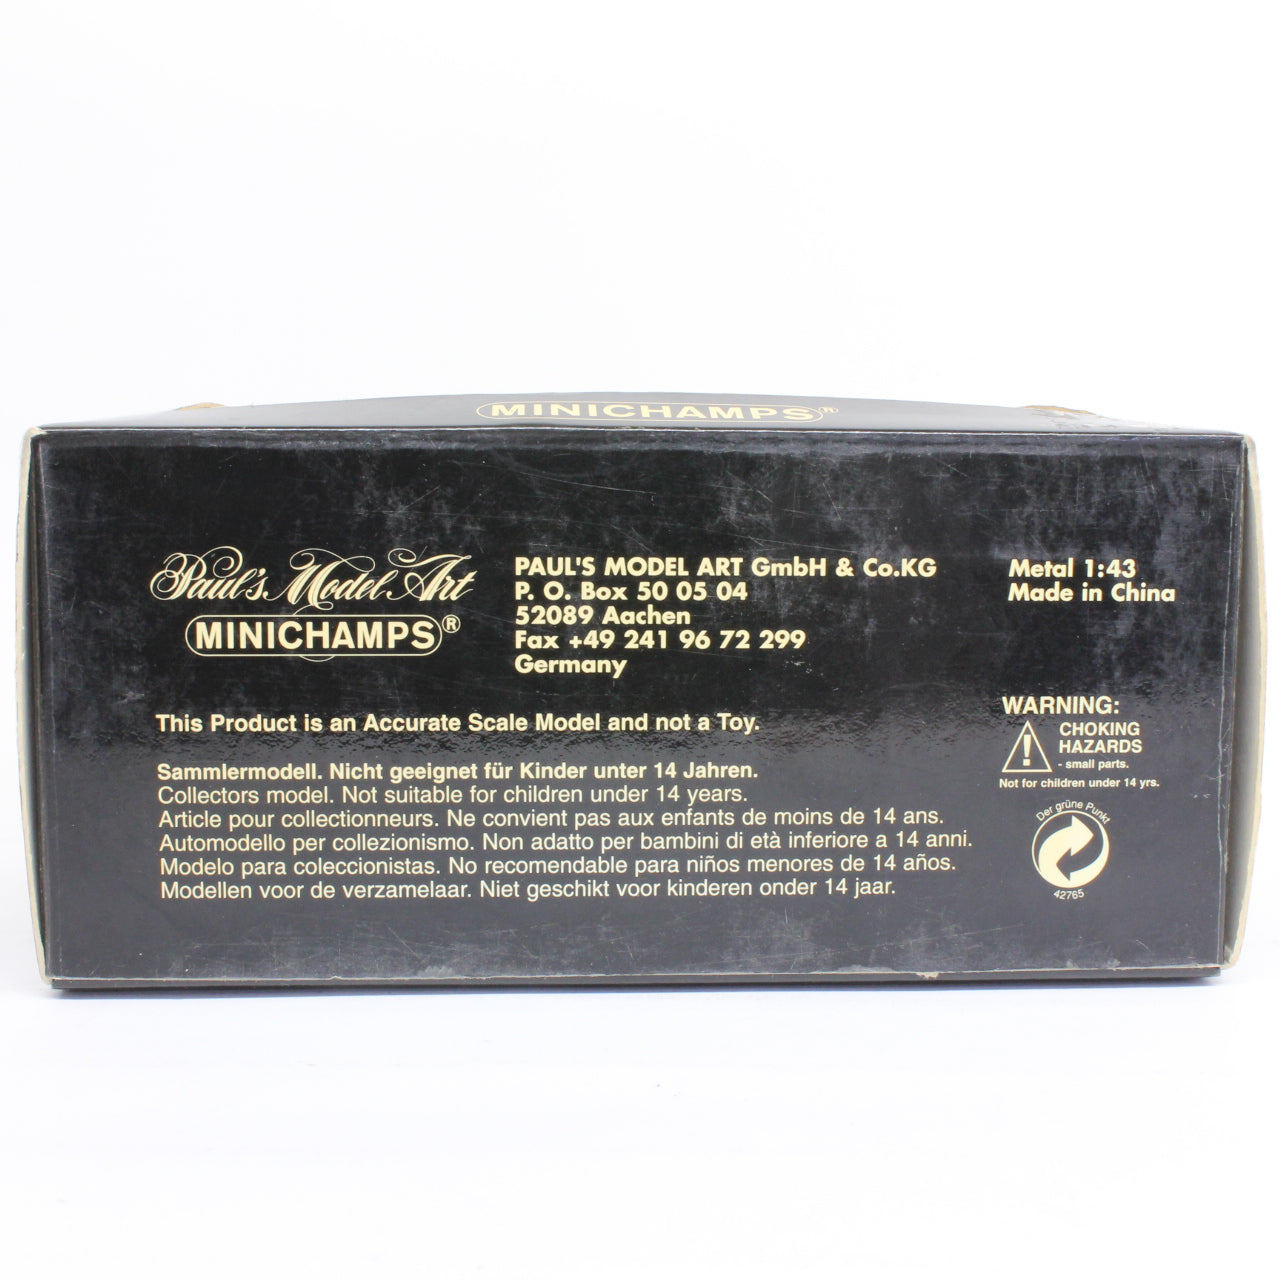 MINICHAMPS®
Paul's Model Art
MINICHAMPS®
PAUL'S MODEL ART GmbH & Co.KG
P. O. Box 50 05 04
52089 Aachen
Fax +49 241 96 72 299
Germany
Metal 1:43
Made in China
This Product is an Accurate Scale Model and not a Toy.
Sammlermodell. Nicht geeignet für Kinder unter 14 Jahren.
Collectors model. Not suitable for children under 14 years.
Article pour collectionneurs. Ne convient pas aux enfants de moins de 14 ans.
Automodello per collezionismo. Non adatto per bambini di età inferiore a 14 anni.
Modelo para coleccionistas. No recomendable para niños menores de 14 años.
Modellen voor de verzamelaar. Niet geschikt voor kinderen onder 14 jaar.
WARNING:
CHOKING
HAZARDS
- small parts.
Not for children under 14 yrs.
Der grüne Punkt
42765